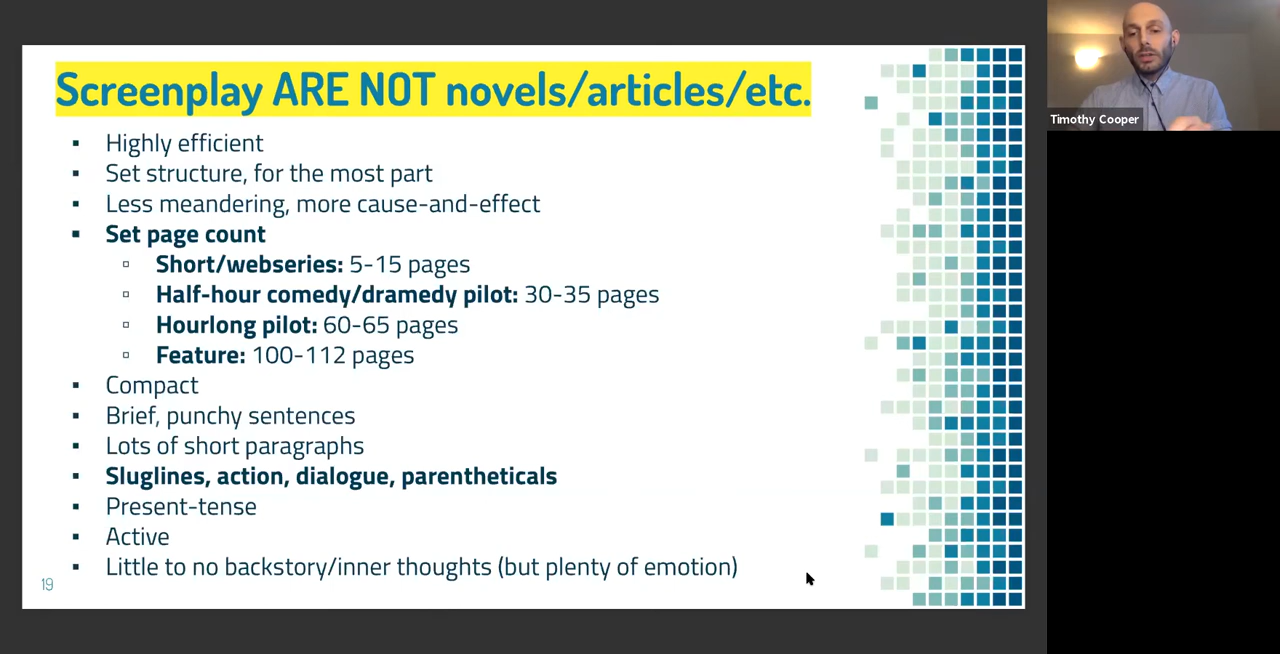 Screenplay ARE NOT novels/articles/etc.
▪ Highly efficient
▪ Set structure, for the most part
▪ Less meandering, more cause-and-effect
▪ Set page count
▫ Short/webseries: 5-15 pages
▫ Half-hour comedy/dramedy pilot: 30-35 pages
▫ Hourlong pilot: 60-65 pages
▫ Feature: 100-112 pages
▪ Compact
▪ Brief, punchy sentences
▪ Lots of short paragraphs
▪ Sluglines, action, dialogue, parentheticals
▪ Present-tense
▪ Active
▪ Little to no backstory/inner thoughts (but plenty of emotion)
19
Timothy Cooper